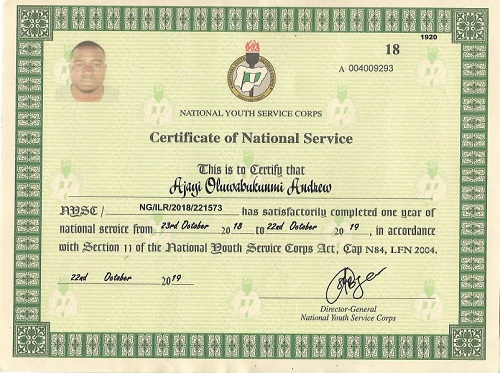 1920
18
A 004009293
NATIONAL YOUTH SERVICE CORPS
Certificate of National Service
This is to Certify that
Ajayi Oluwabukunmi Andrew
NYSC/ NG/ILR/2018/221573 has satisfactorily completed one year of
national service from 23rd October 2018 to 22nd October 2019, in accordance
with Section 11 of the National Youth Service Corps Act, Cap N84, LFN 2004.
22nd October 2019
Director-General
National Youth Service Corps